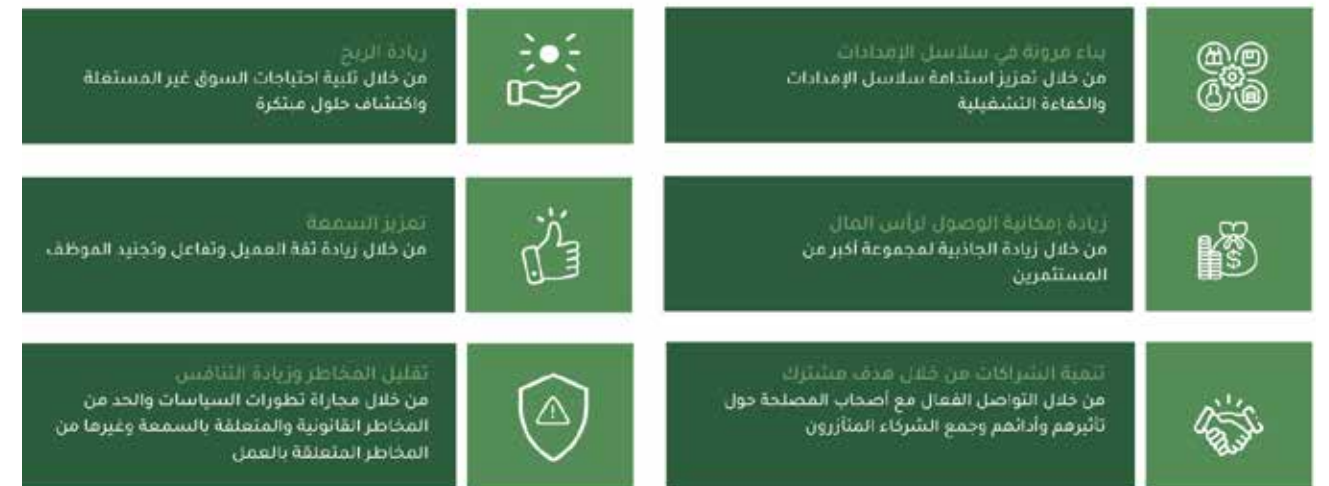 بناء مرونة في سلاسل الإمدادات
من خلال تعزيز استدامة سلاسل الإمدادات
والكفاءة التشغيلية
زيادة الربح
من خلال تلبية احتياجات السوق غير المستغلة
واكتشاف حلول مبتكرة
زيادة إمكانية الوصول لرأس المال
من خلال زيادة الجاذبية لمجموعة أكبر من
المستثمرين
تعزيز السمعة
من خلال زيادة ثقة العميل وتفاعل وتجنيد الموظف
تنمية الشراكات من خلال هدف مشترك
من خلال التواصل الفعال مع أصحاب المصلحة حول
تأثيرهم وأدائهم وجمع الشركاء المتآزرون
تقليل المخاطر وزيادة التنافس
من خلال مجاراة تطورات السياسات والحد من
المخاطر القانونية والمتعلقة بالسمعة وغيرها من
المخاطر المتعلقة بالعمل